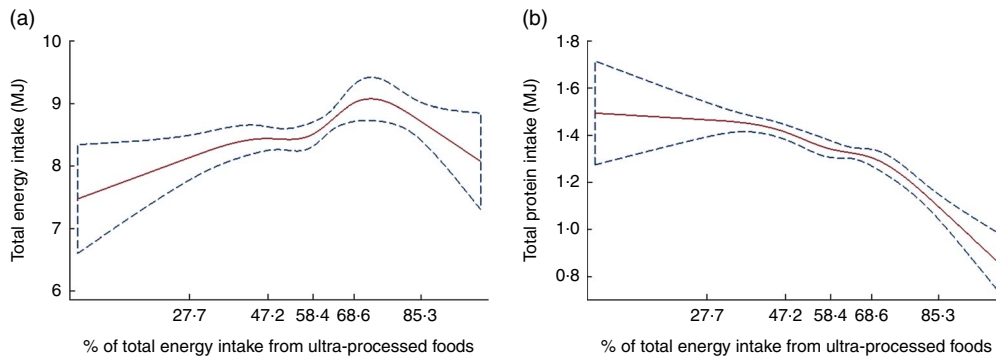 (a)
10
9
8
7
6
Total energy intake (MJ)
27·7 47·2 58·4 68·6 85·3
% of total energy intake from ultra-processed foods
(b)
1·8
1·6
1·4
1·2
1·0
0·8
Total protein intake (MJ)
27·7 47·2 58·4 68·6 85·3
% of total energy intake from ultra-processed foods